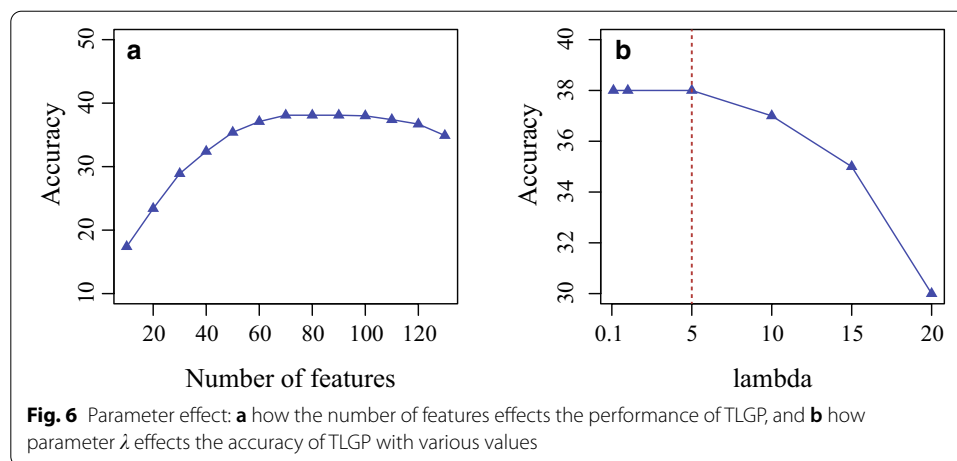 a
50
40
30
20
10
Accuracy
20 40 60 80 100 120
Number of features
b
40
38
36
34
32
30
Accuracy
0.1 5 10 15 20
lambda
Fig. 6 Parameter effect: a how the number of features effects the performance of TLGP, and b how
parameter λ effects the accuracy of TLGP with various values